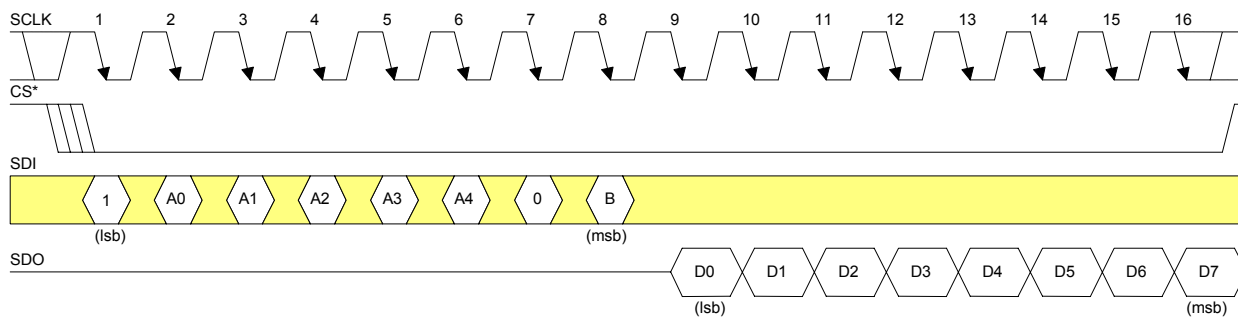 SCLK 1 2 3 4 5 6 7 8 9 10 11 12 13 14 15 16
CS*
SDI
1 A0 A1 A2 A3 A4 0 B
(lsb) (msb)
SDO
D0 D1 D2 D3 D4 D5 D6 D7
(lsb) (msb)